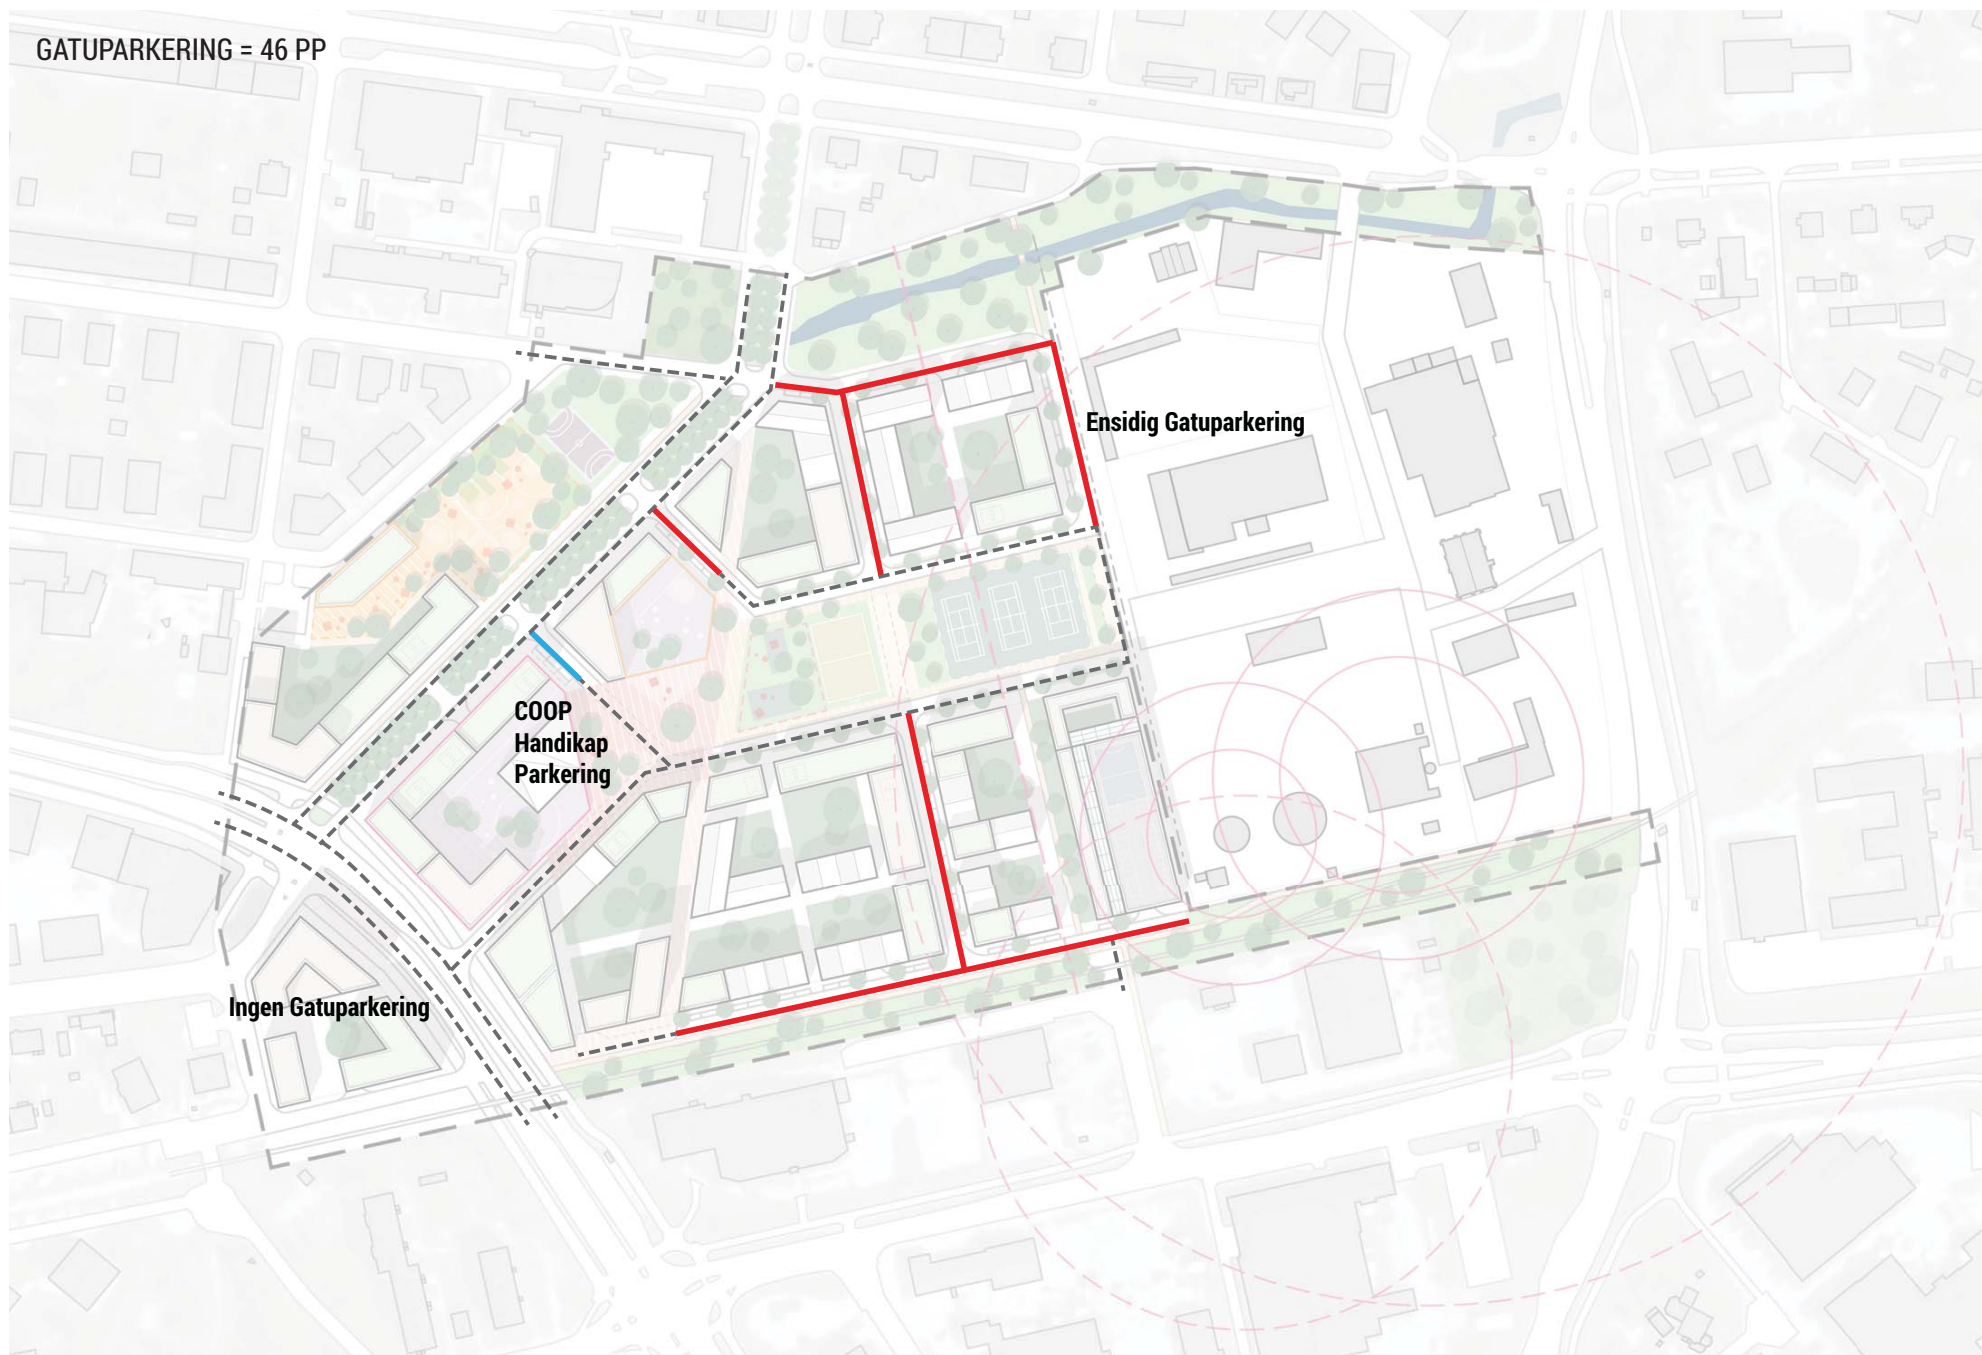 GATUPARKERING = 46 PP
Ensidig Gatuparkering
COOP
Handikap
Parkering
Ingen Gatuparkering